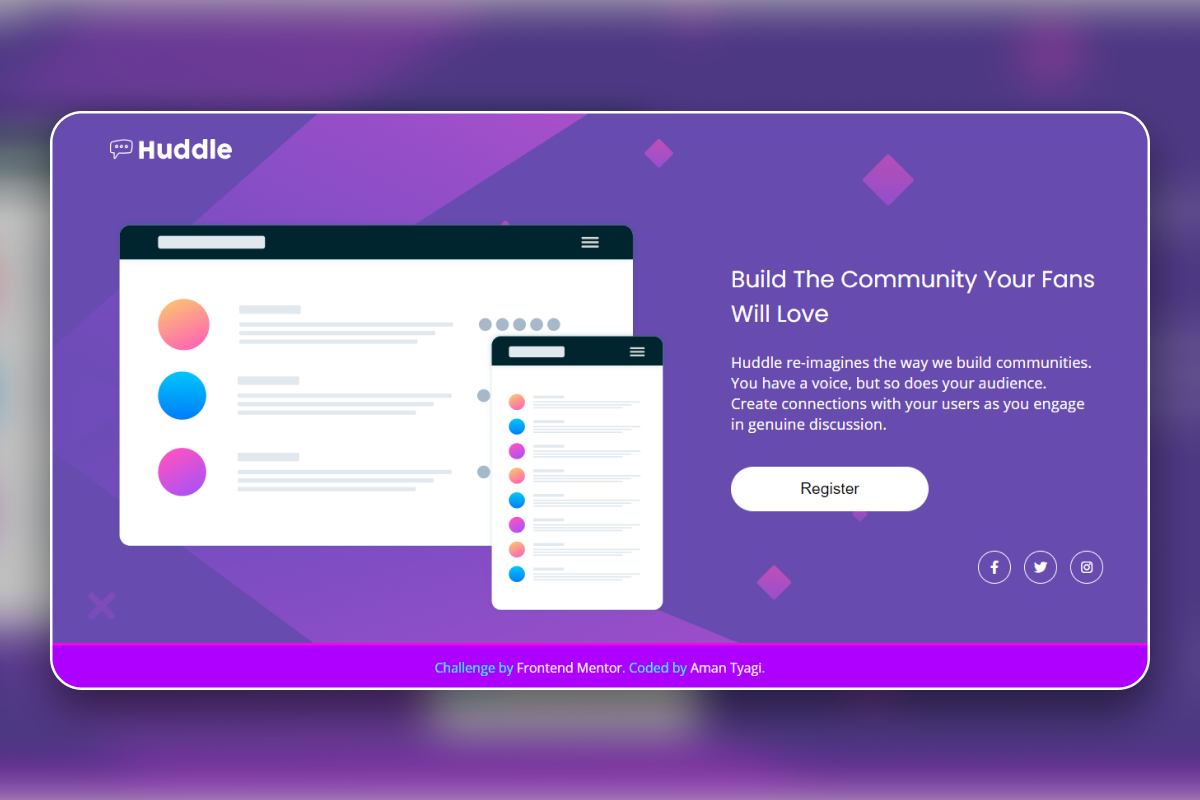 Huddle
Build The Community Your Fans
Will Love
Huddle re-imagines the way we build communities.
You have a voice, but so does your audience.
Create connections with your users as you engage
in genuine discussion.
Register
Challenge by Frontend Mentor. Coded by Aman Tyagi.